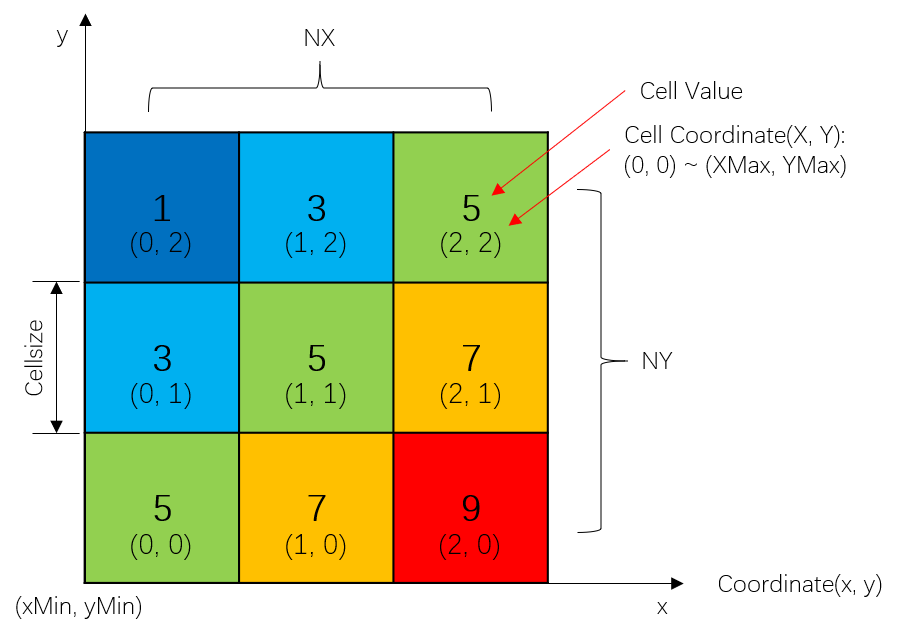 y
NX
Cell Value
Cell Coordinate(X, Y):
(0, 0) ~ (XMax, YMax)
1
(0, 2)
3
(1, 2)
5
(2, 2)
Cellsize
3
(0, 1)
5
(1, 1)
7
(2, 1)
NY
5
(0, 0)
7
(1, 0)
9
(2, 0)
(xMin, yMin)
x
Coordinate(x, y)